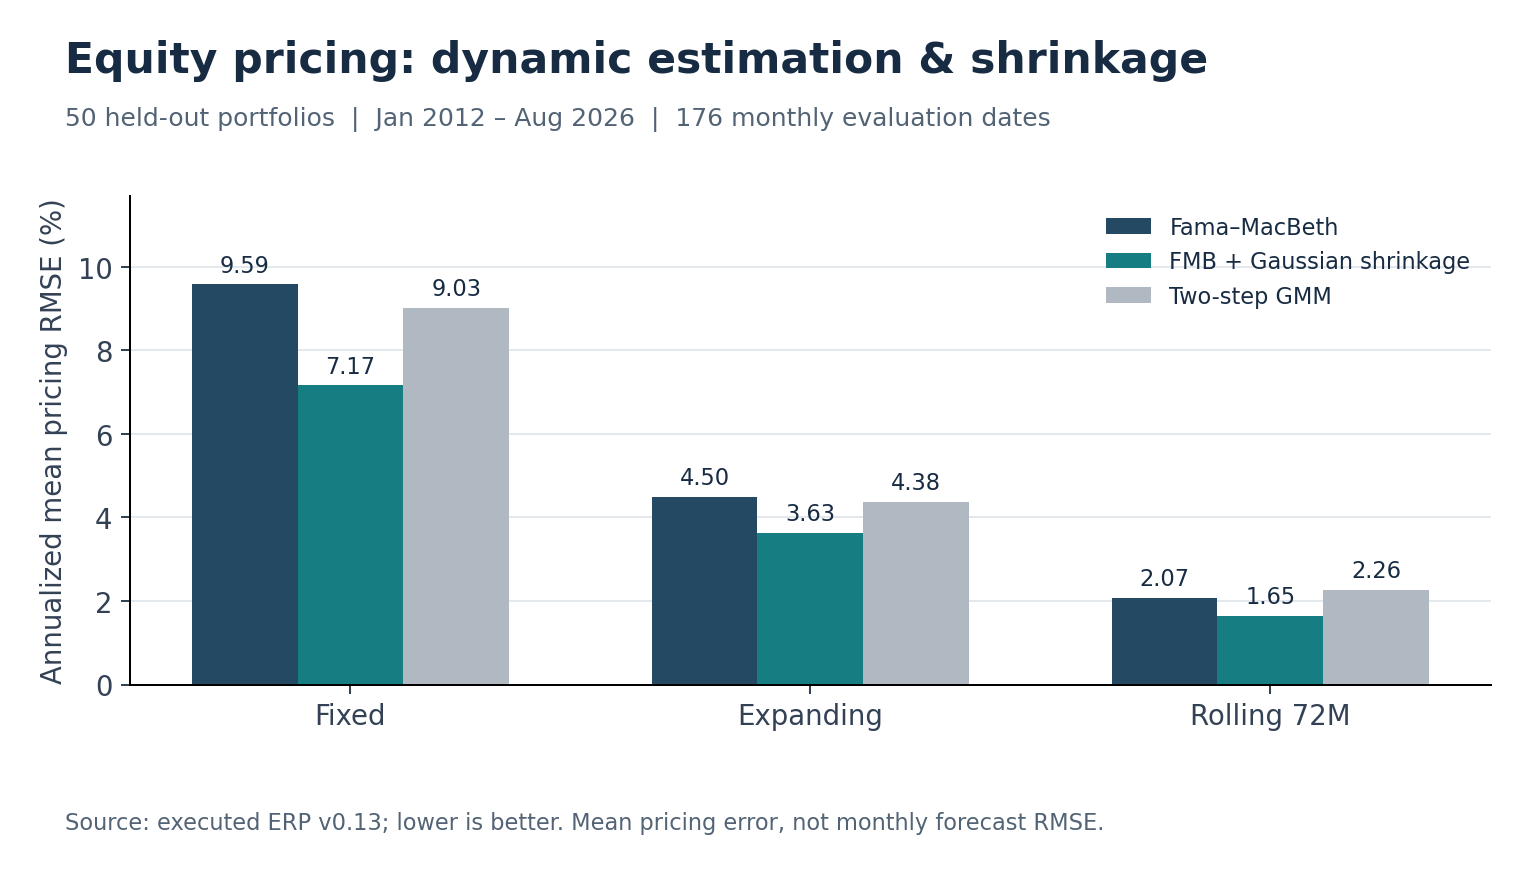 Equity pricing: dynamic estimation & shrinkage
50 held-out portfolios | Jan 2012 – Aug 2026 | 176 monthly evaluation dates
Annualized mean pricing RMSE (%)
Fama–MacBeth
FMB + Gaussian shrinkage
Two-step GMM
10
8
6
4
2
0
9.59
7.17
9.03
4.50
3.63
4.38
2.07
1.65
2.26
Fixed
Expanding
Rolling 72M
Source: executed ERP v0.13; lower is better. Mean pricing error, not monthly forecast RMSE.